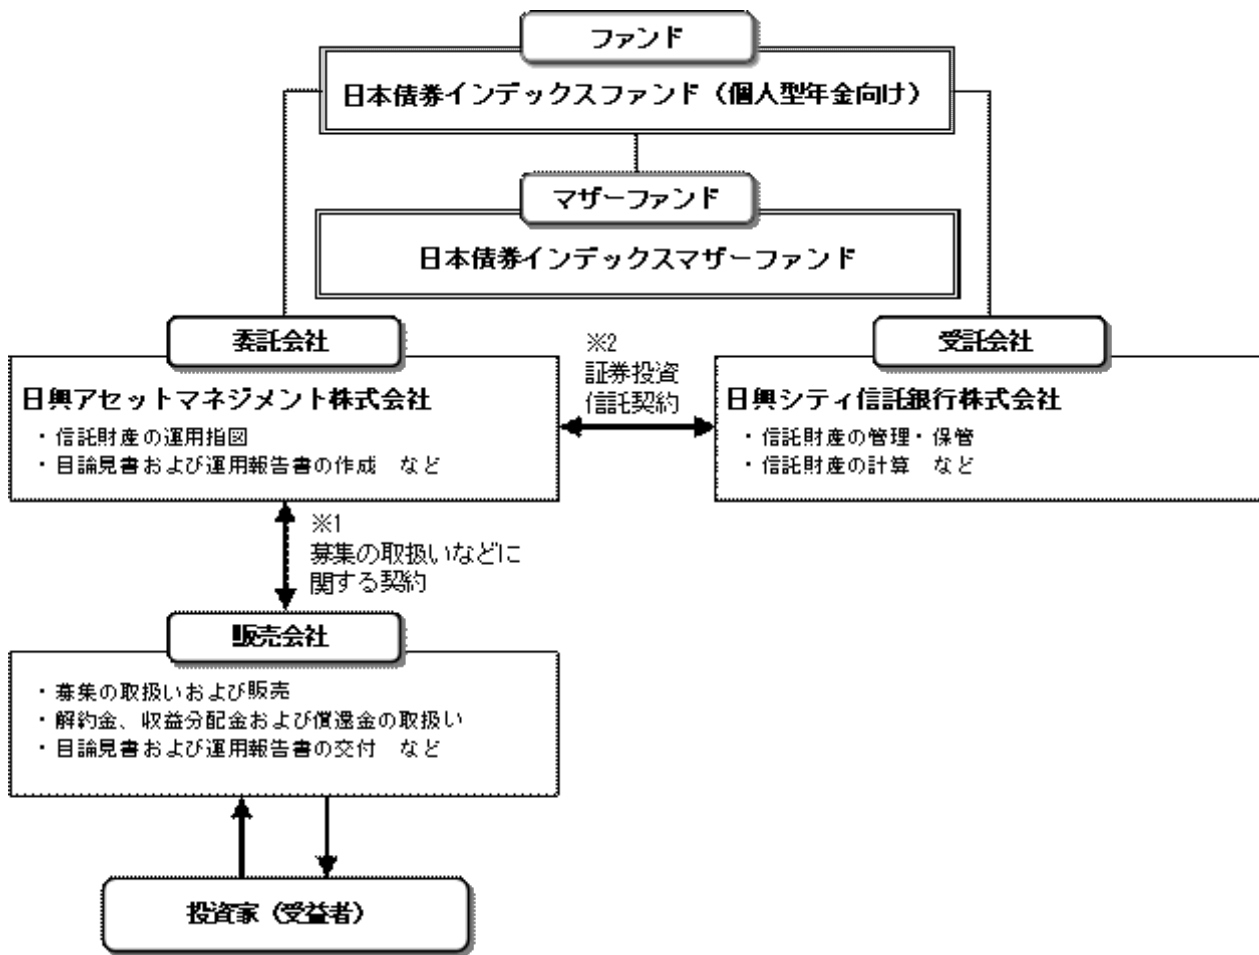 ファンド
日本債券インデックスファンド（個人型年金向け）
マザーファンド
日本債券インデックスマザーファンド
委託会社
日興アセットマネジメント株式会社
・信託財産の運用指図
・目論見書および運用報告書の作成　など
※2
証券投資
信託契約
受託会社
日興シティ信託銀行株式会社
・信託財産の管理・保管
・信託財産の計算　など
※1
募集の取扱いなどに
関する契約
販売会社
・募集の取扱いおよび販売
・解約金、収益分配金および償還金の取扱い
・目論見書および運用報告書の交付　など
投資家（受益者）